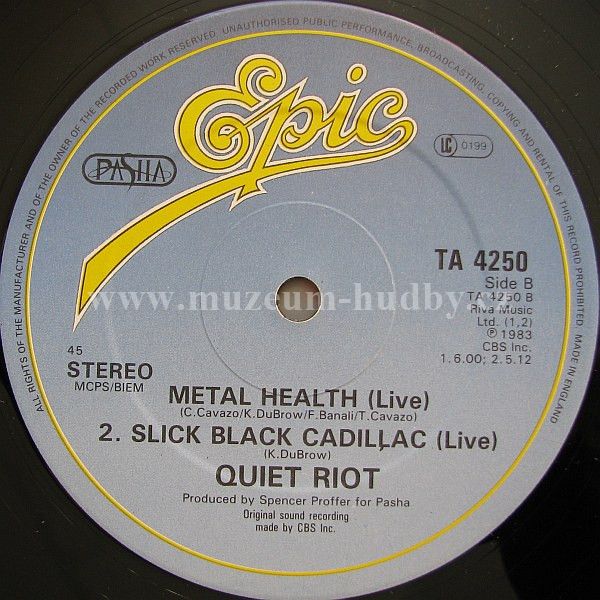 ALL RIGHTS OF THE MANUFACTURER AND OF THE OWNER OF THE RECORDED WORK RESERVED. UNAUTHORISED PUBLIC PERFORMANCE, BROADCASTING, COPYING AND RENTAL OF THIS RECORD PROHIBITED. MADE IN ENGLAND
Epic
PASHA
LC 0199
TA 4250
Side B
TA 4250 B
Riva Music
Ltd. (1,2)
℗ 1983
CBS Inc.
1.6.00; 2.5.12
www.muzeum-hudby.cz
45
STEREO
MCPS/BIEM
METAL HEALTH (Live)
(C.Cavazo/K.DuBrow/F.Banali/T.Cavazo)
2. SLICK BLACK CADILLAC (Live)
(K.DuBrow)
QUIET RIOT
Produced by Spencer Proffer for Pasha
Original sound recording
made by CBS Inc.